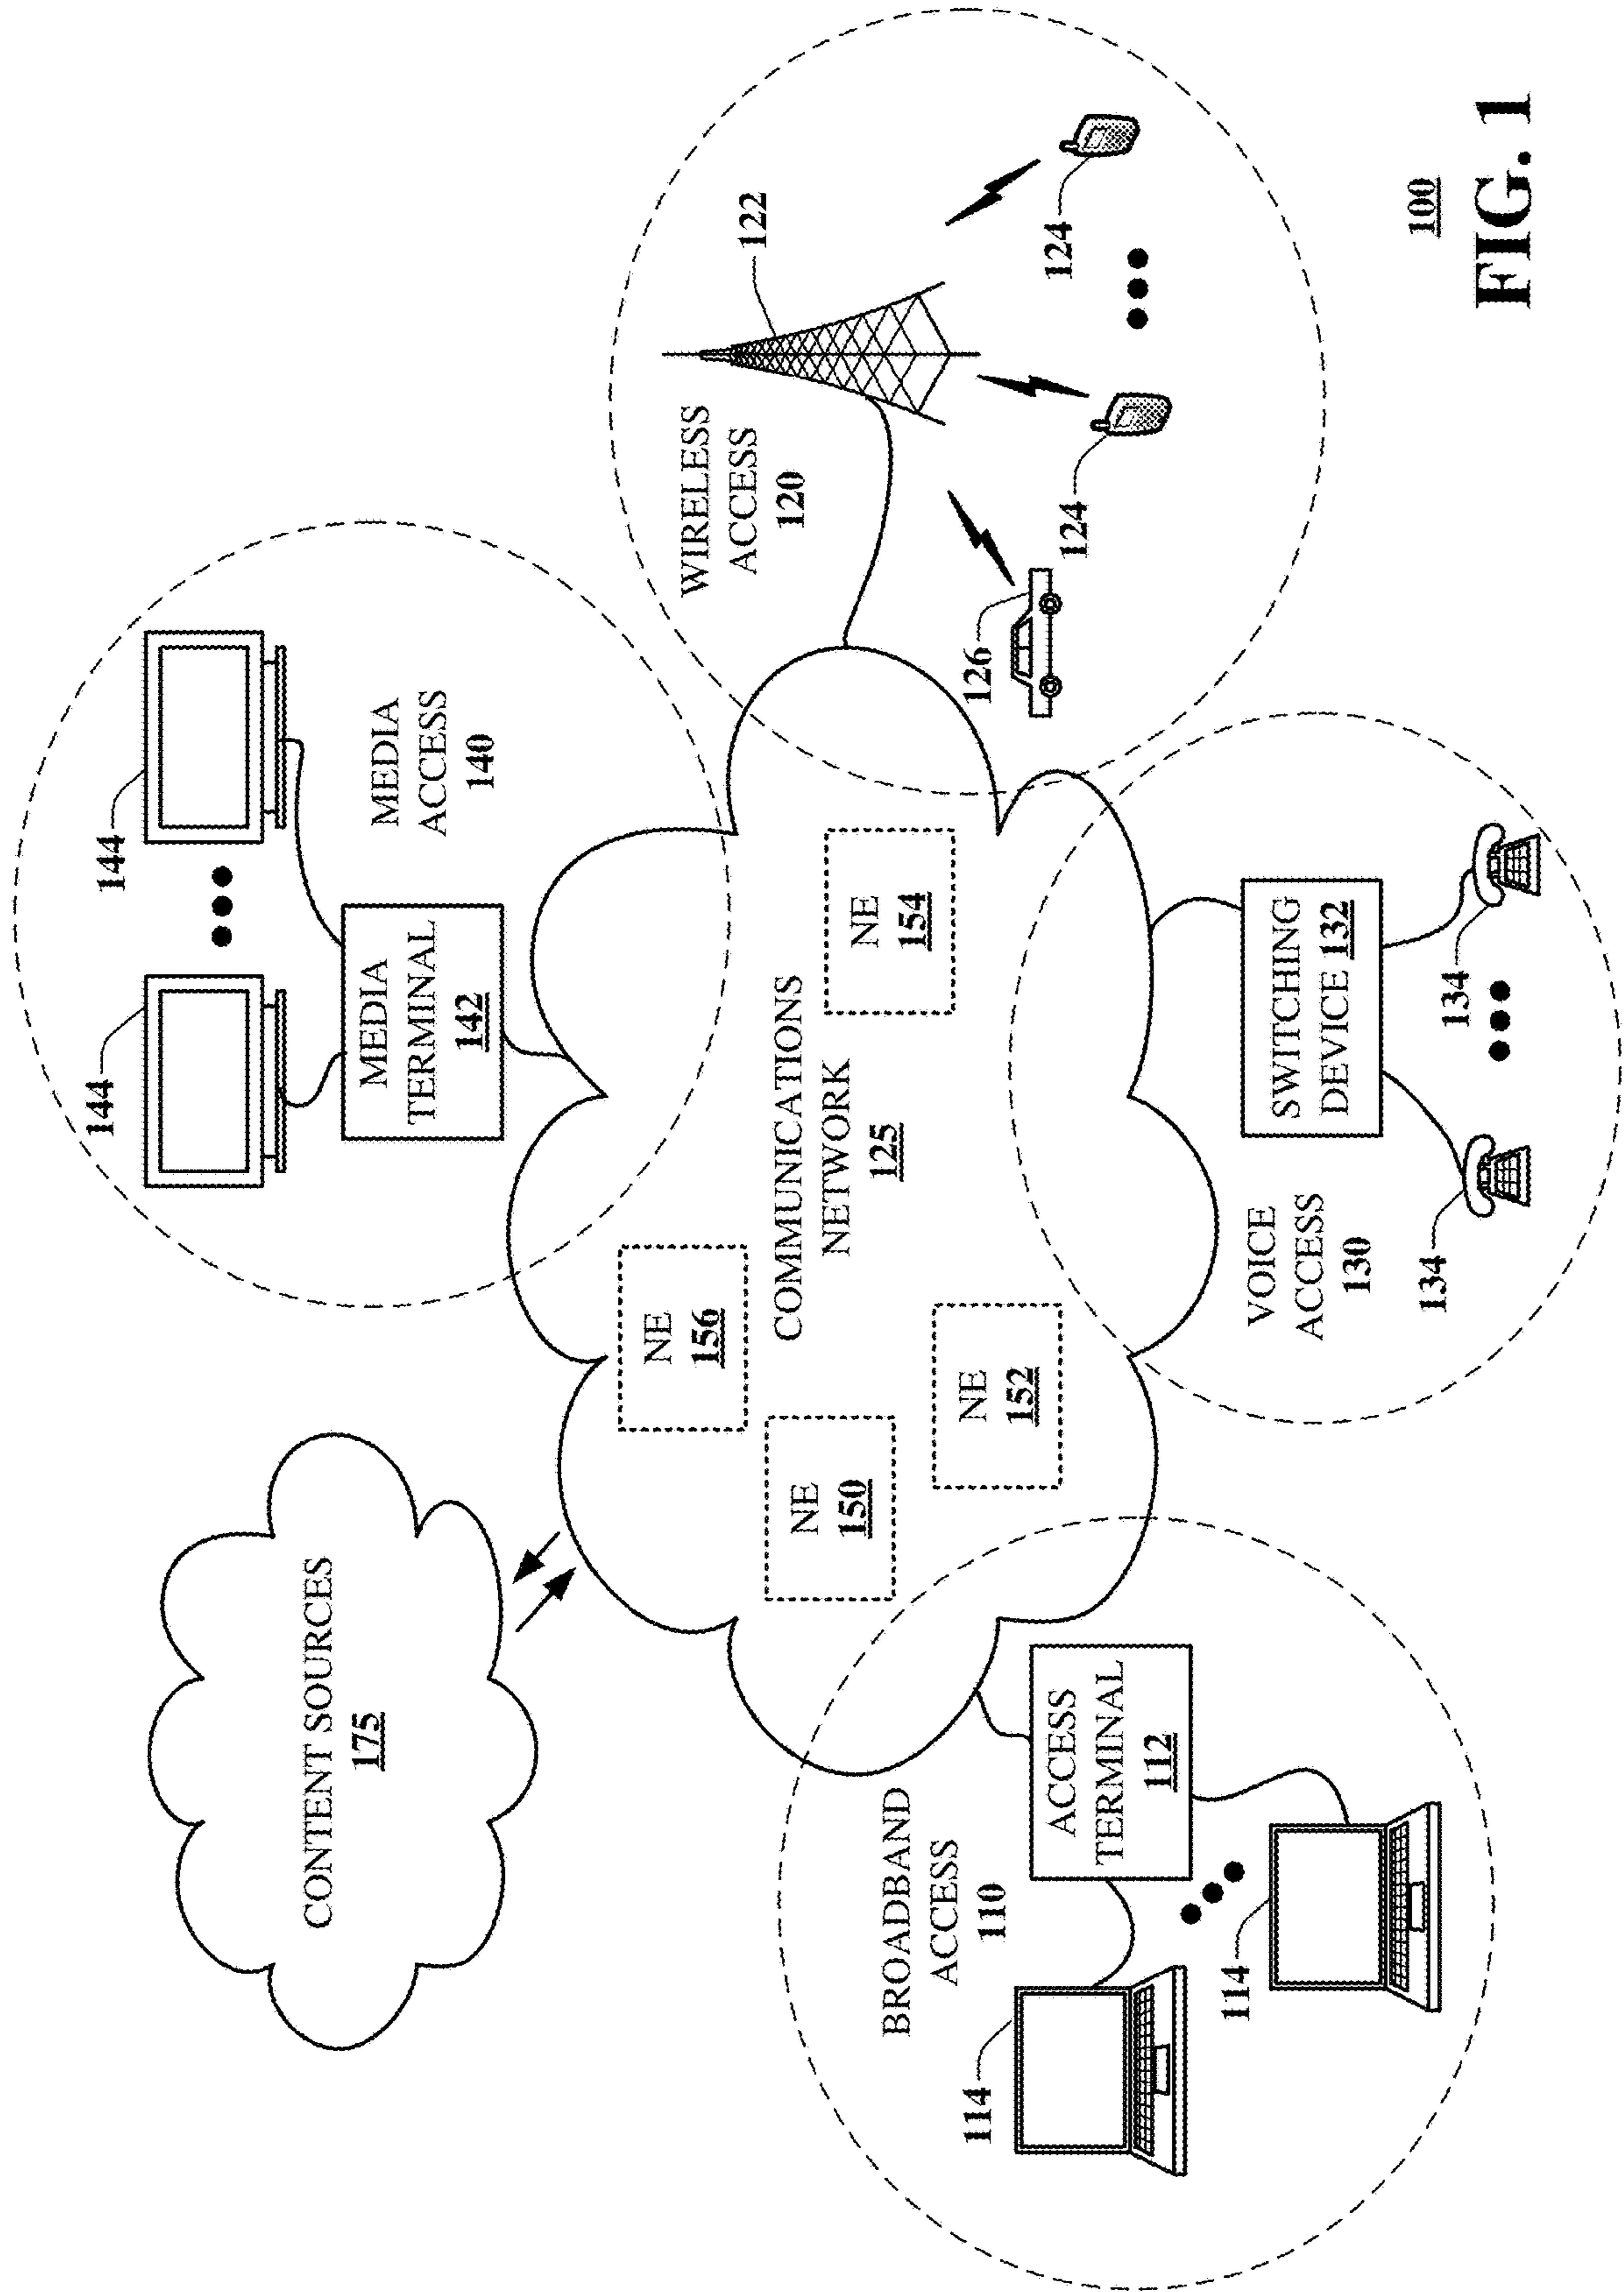 CONTENT SOURCES
175
144
144
MEDIA
TERMINAL
142
MEDIA
ACCESS
140
NE
156
NE
150
NE
152
COMMUNICATIONS
NETWORK
125
NE
154
WIRELESS
ACCESS
120
122
126
124
124
BROADBAND
ACCESS
110
ACCESS
TERMINAL
112
114
114
VOICE
ACCESS
130
SWITCHING
DEVICE 132
134
134
100
FIG. 1